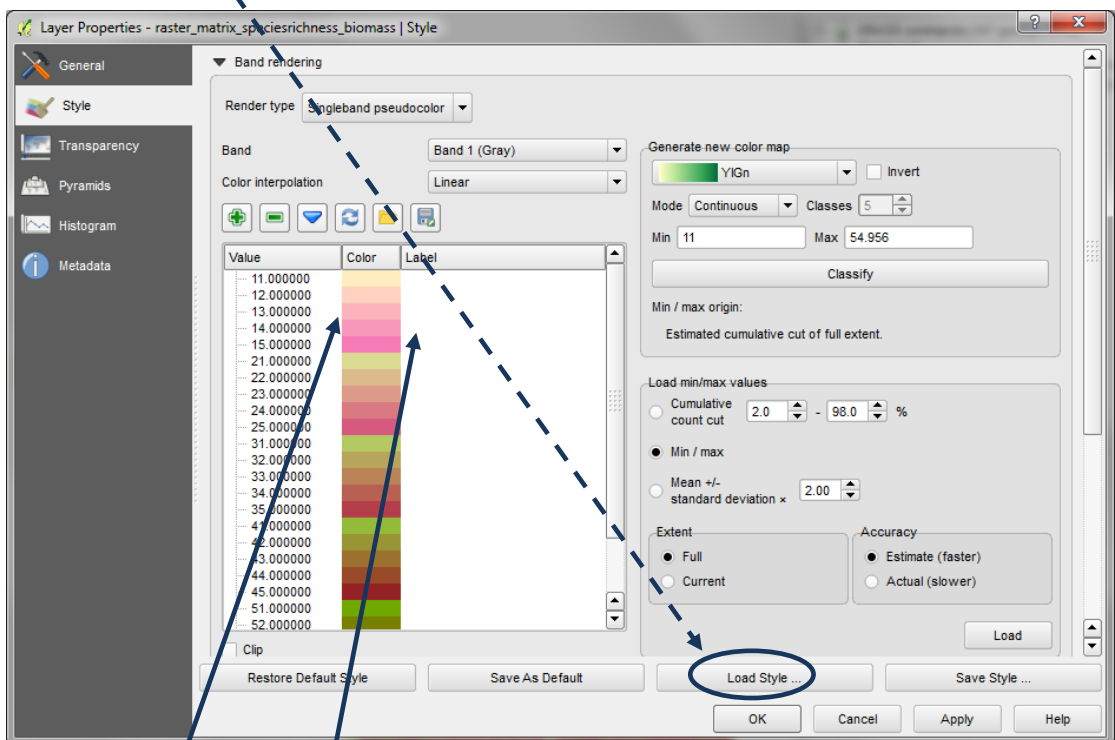 Layer Properties - raster_matrix_speciesrichness_biomass | Style
General
Style
Transparency
Pyramids
Histogram
Metadata
Band rendering
Render type Singleband pseudocolor
Band Band 1 (Gray)
Color interpolation Linear
Value Color Label
11.000000
12.000000
13.000000
14.000000
15.000000
21.000000
22.000000
23.000000
24.000000
25.000000
31.000000
32.000000
33.000000
34.000000
35.000000
41.000000
42.000000
43.000000
44.000000
45.000000
51.000000
52.000000
Clip
Generate new color map
YlGn Invert
Mode Continuous Classes 5
Min 11 Max 54.956
Classify
Min / max origin:
Estimated cumulative cut of full extent.
Load min/max values
Cumulative
count cut 2.0 - 98.0 %
Min / max
Mean +/-
standard deviation × 2.00
Extent Accuracy
Full Estimate (faster)
Current Actual (slower)
Load
Restore Default Style Save As Default Load Style ... Save Style ...
OK Cancel Apply Help